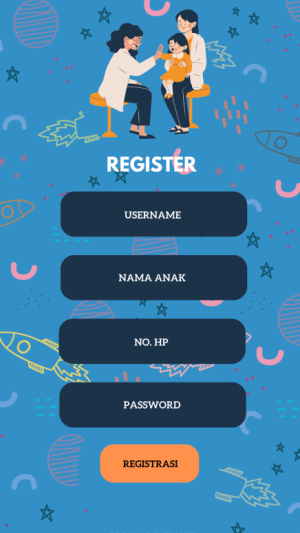 REGISTER
USERNAME
NAMA ANAK
NO. HP
PASSWORD
REGISTRASI